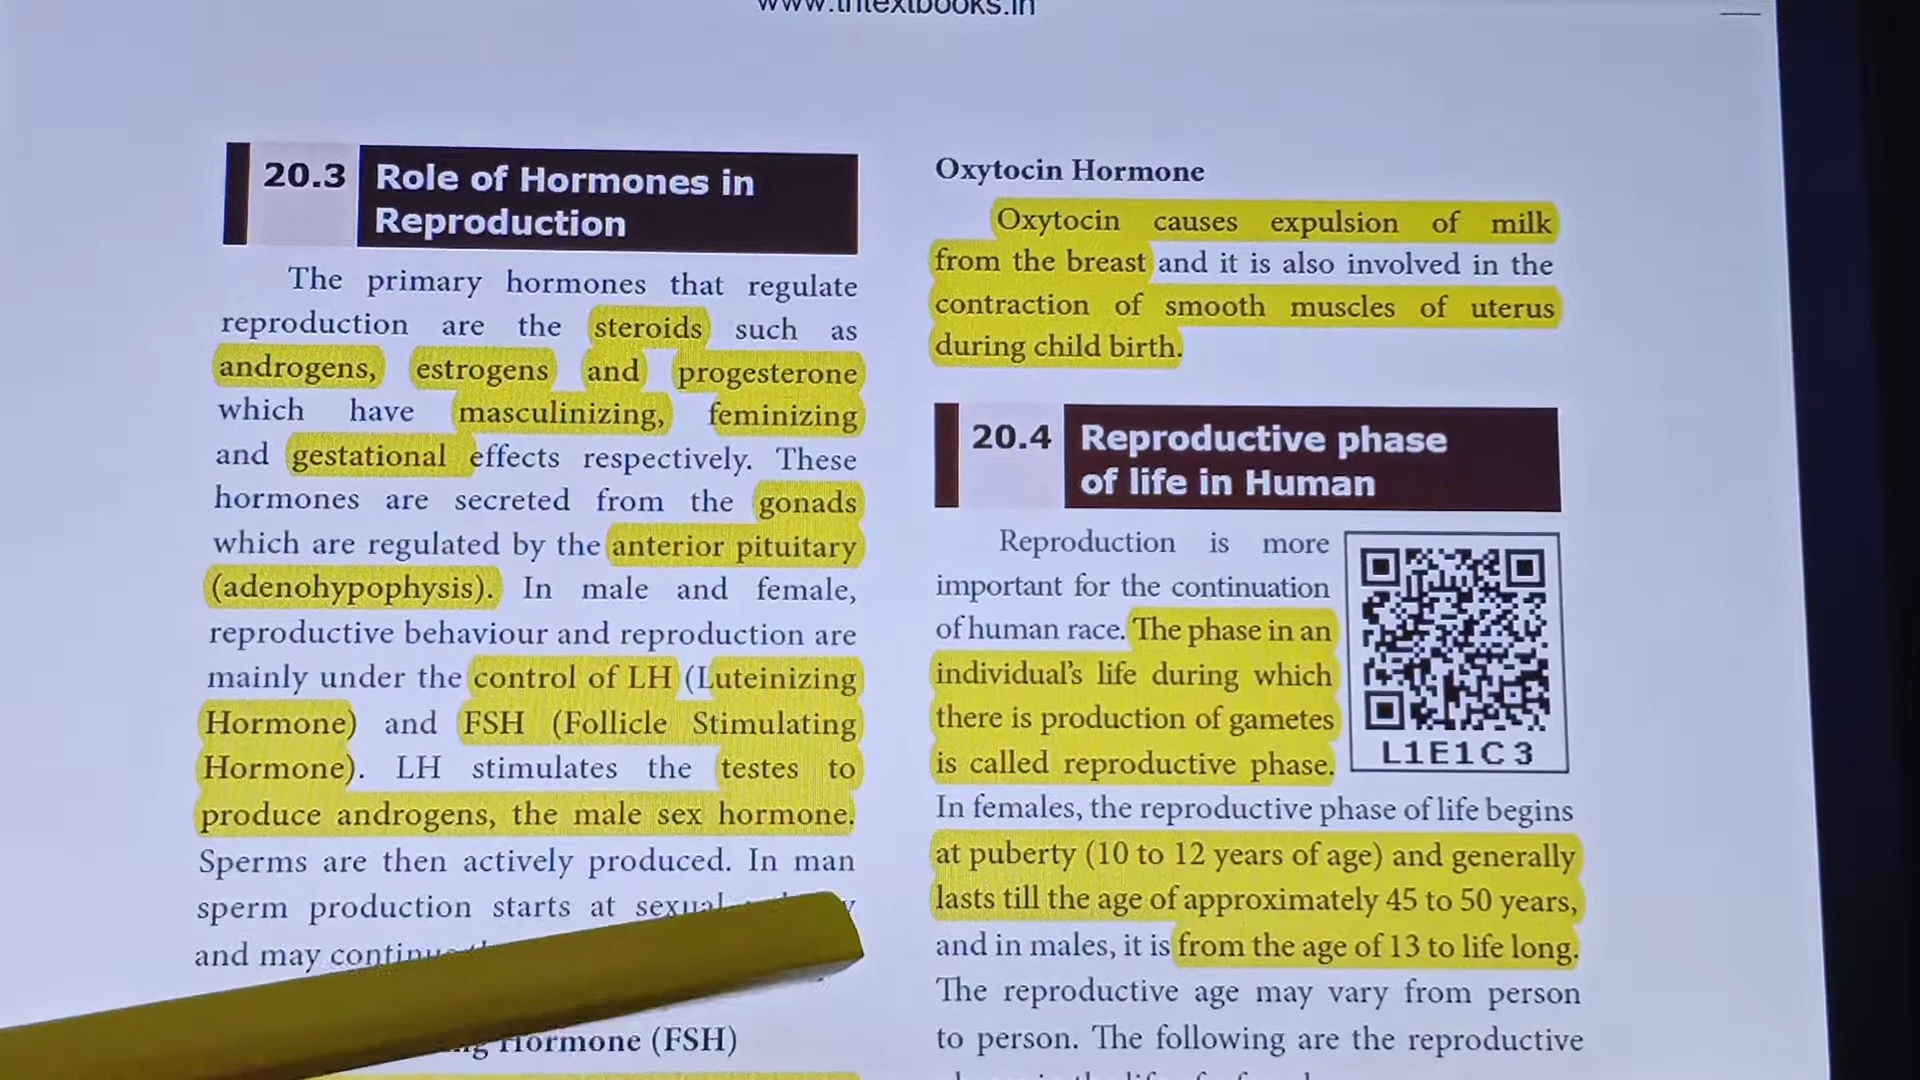 www.tntextbooks.in
20.3
Role of Hormones in
Reproduction
The primary hormones that regulate
reproduction are the steroids such as
androgens, estrogens and progesterone
which have masculinizing, feminizing
and gestational effects respectively. These
hormones are secreted from the gonads
which are regulated by the anterior pituitary
(adenohypophysis). In male and female,
reproductive behaviour and reproduction are
mainly under the control of LH (Luteinizing
Hormone) and FSH (Follicle Stimulating
Hormone). LH stimulates the testes to
produce androgens, the male sex hormone.
Sperms are then actively produced. In man
sperm production starts at sexual
and may
Hormone (FSH)
Oxytocin Hormone
Oxytocin causes expulsion of milk
from the breast and it is also involved in the
contraction of smooth muscles of uterus
during child birth.
20.4
Reproductive phase
of life in Human
Reproduction is more
important for the continuation
of human race. The phase in an
individual's life during which
there is production of gametes
is called reproductive phase.
L1E1C3
In females, the reproductive phase of life begins
at puberty (10 to 12 years of age) and generally
lasts till the age of approximately 45 to 50 years,
and in males, it is from the age of 13 to life long.
The reproductive age may vary from person
to person. The following are the reproductive